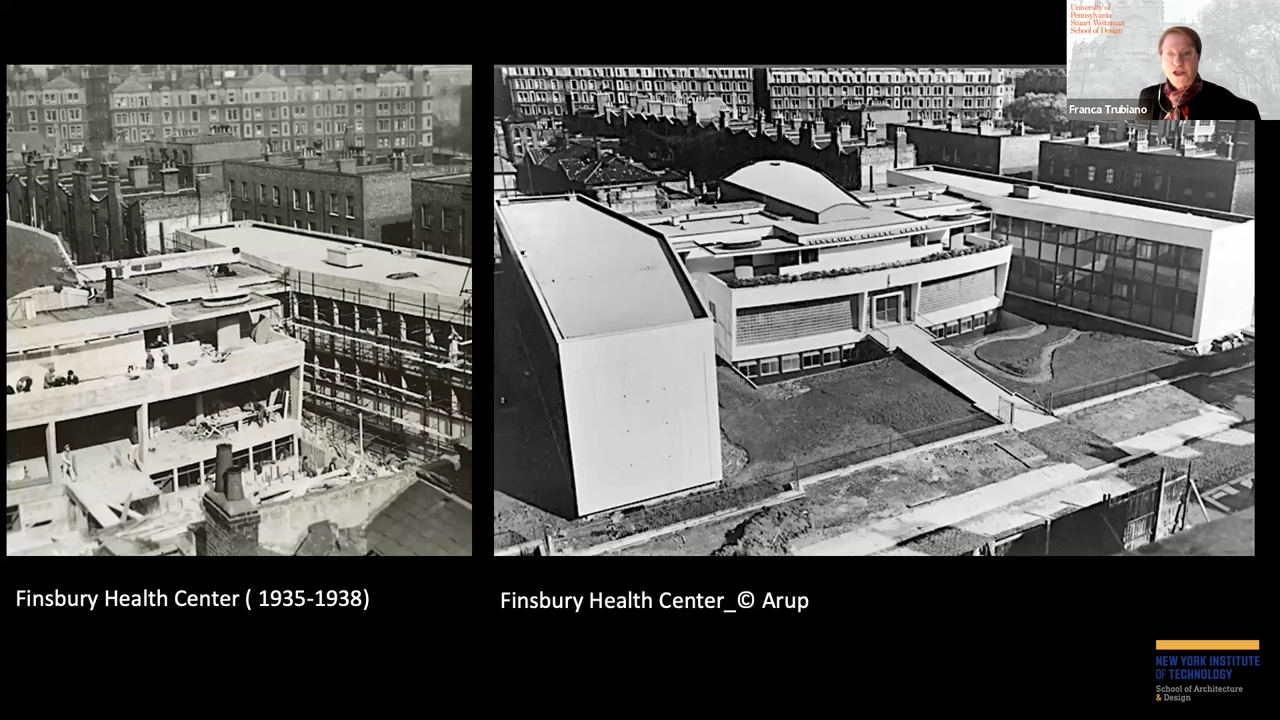 University of
Pennsylvania
Stuart Weitzman
School of Design
Franca Trubiano
Finsbury Health Center ( 1935-1938)
Finsbury Health Center_© Arup
NEW YORK INSTITUTE
OF TECHNOLOGY
School of Architecture
& Design